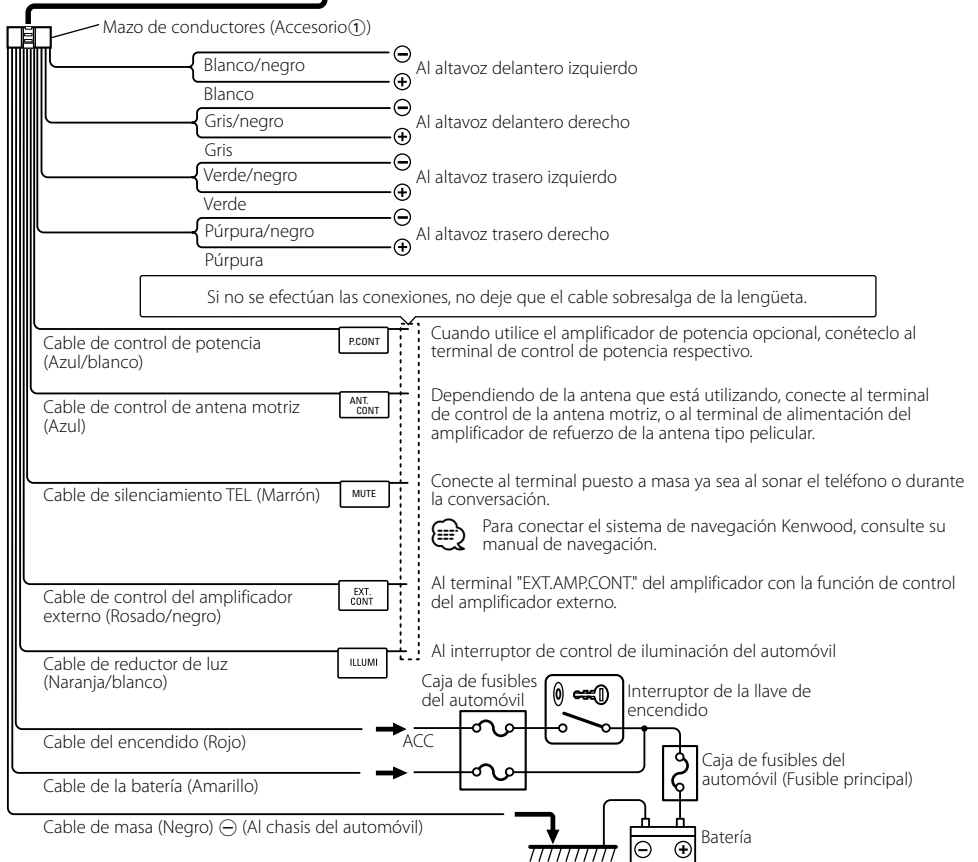 Mazo de conductores (Accesorio①)
Blanco/negro
⊖
Al altavoz delantero izquierdo
⊕
Blanco
⊖
Gris/negro
Al altavoz delantero derecho
⊕
Gris
⊖
Verde/negro
Al altavoz trasero izquierdo
⊕
Verde
⊖
Púrpura/negro
Al altavoz trasero derecho
⊕
Púrpura
Si no se efectúan las conexiones, no deje que el cable sobresalga de la lengüeta.
Cable de control de potencia
(Azul/blanco)
P.CONT
Cuando utilice el amplificador de potencia opcional, conéteclo al
terminal de control de potencia respectivo.
Cable de control de antena motriz
(Azul)
ANT.
CONT
Dependiendo de la antena que está utilizando, conecte al terminal
de control de la antena motriz, o al terminal de alimentación del
amplificador de refuerzo de la antena tipo pelicular.
Cable de silenciamiento TEL (Marrón)
MUTE
Conecte al terminal puesto a masa ya sea al sonar el teléfono o durante
la conversación.
Para conectar el sistema de navegación Kenwood, consulte su
manual de navegación.
Cable de control del amplificador
externo (Rosado/negro)
EXT.
CONT
Al terminal "EXT.AMP.CONT." del amplificador con la función de control
del amplificador externo.
Cable de reductor de luz
(Naranja/blanco)
ILLUMI
Al interruptor de control de iluminación del automóvil
Caja de fusibles
del automóvil
Interruptor de la llave de
encendido
Cable del encendido (Rojo)
ACC
Caja de fusibles del
automóvil (Fusible principal)
Cable de la batería (Amarillo)
Cable de masa (Negro) ⊖ (Al chasis del automóvil)
Batería
⊖ ⊕